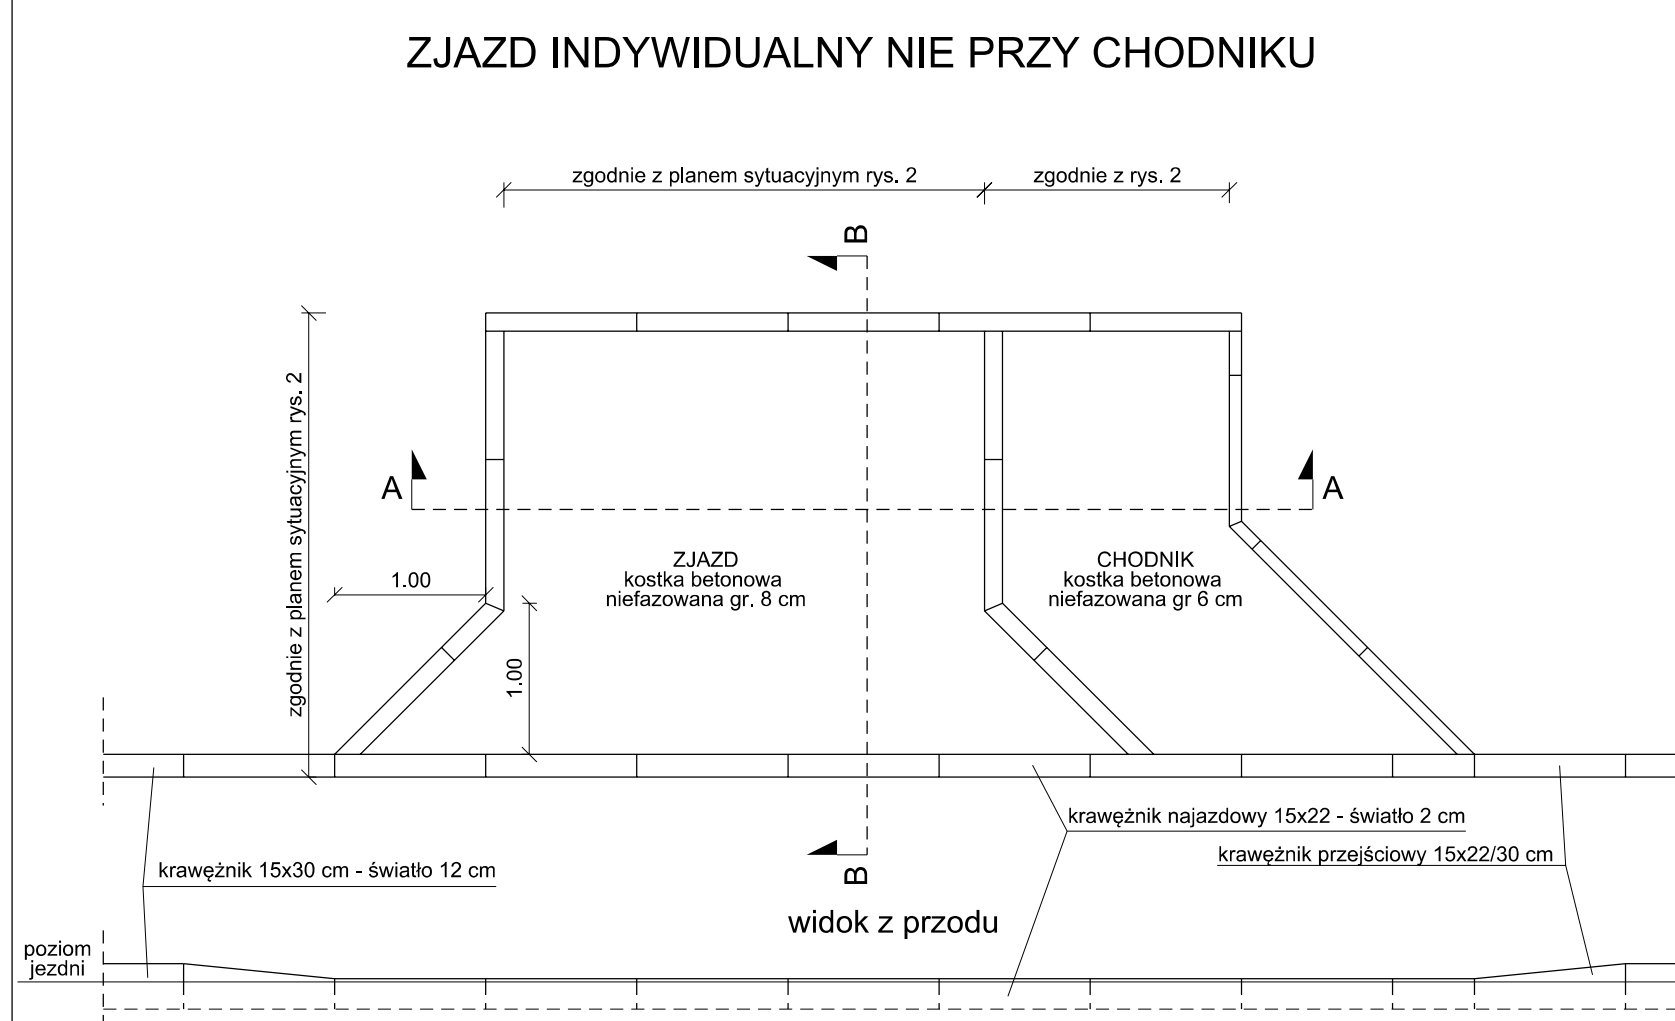 ZJAZD INDYWIDUALNY NIE PRZY CHODNIKU
zgodnie z planem sytuacyjnym rys. 2
zgodnie z rys. 2
B
zgodnie z planem sytuacyjnym rys. 2
A
A
1.00
ZJAZD
kostka betonowa
niefazowana gr. 8 cm
CHODNIK
kostka betonowa
niefazowana gr 6 cm
1.00
krawężnik najazdowy 15x22 - światło 2 cm
krawężnik przejściowy 15x22/30 cm
krawężnik 15x30 cm - światło 12 cm
B
widok z przodu
poziom
jezdni